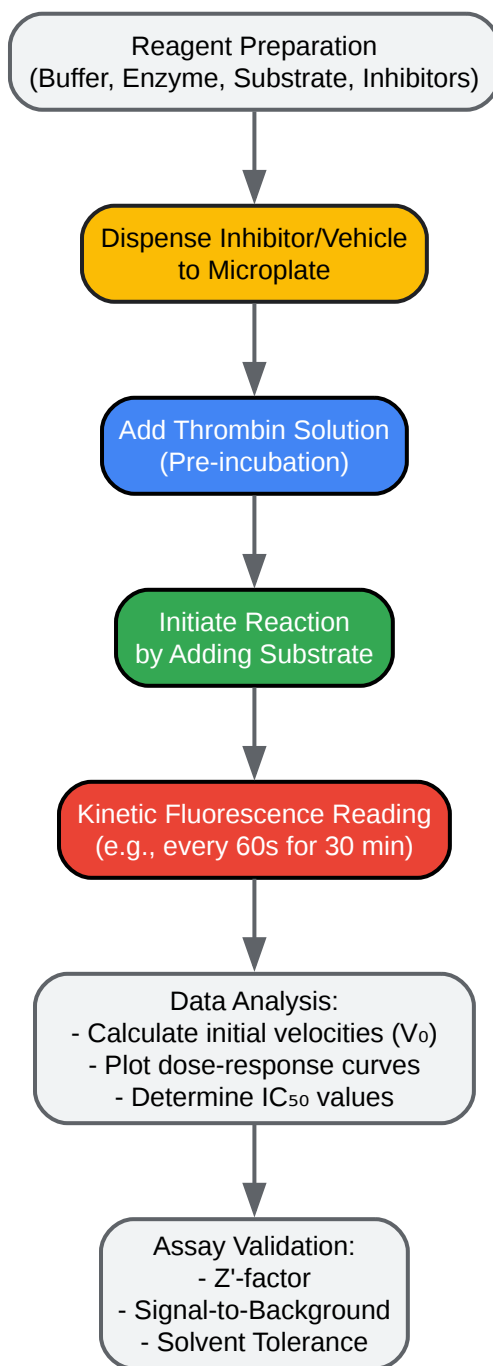 Reagent Preparation
(Buffer, Enzyme, Substrate, Inhibitors)
Dispense Inhibitor/Vehicle
to Microplate
Add Thrombin Solution
(Pre-incubation)
Initiate Reaction
by Adding Substrate
Kinetic Fluorescence Reading
(e.g., every 60s for 30 min)
Data Analysis:
- Calculate initial velocities (V₀)
- Plot dose-response curves
- Determine IC₅₀ values
Assay Validation:
- Z'-factor
- Signal-to-Background
- Solvent Tolerance